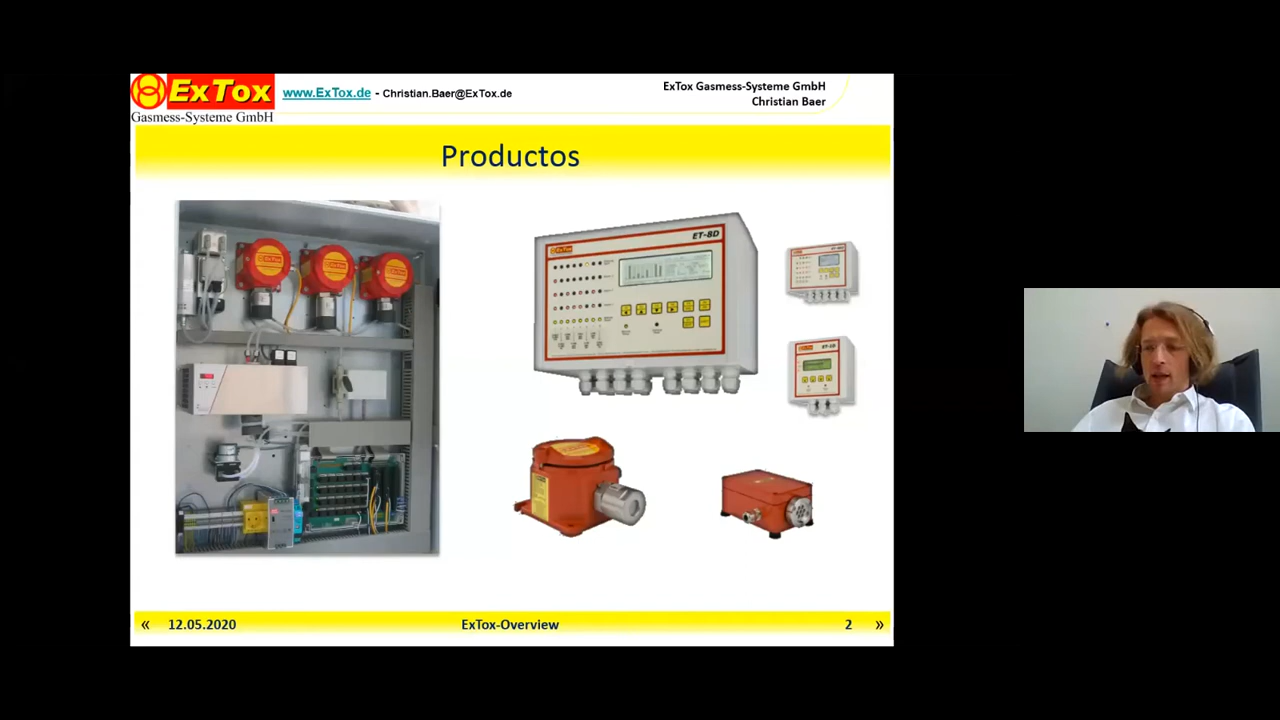 ExTox
Gasmess-Systeme GmbH
www.ExTox.de - Christian.Baer@ExTox.de
ExTox Gasmess-Systeme GmbH
Christian Baer
Productos
ExTox
ET-8D
« 12.05.2020 ExTox-Overview 2 »